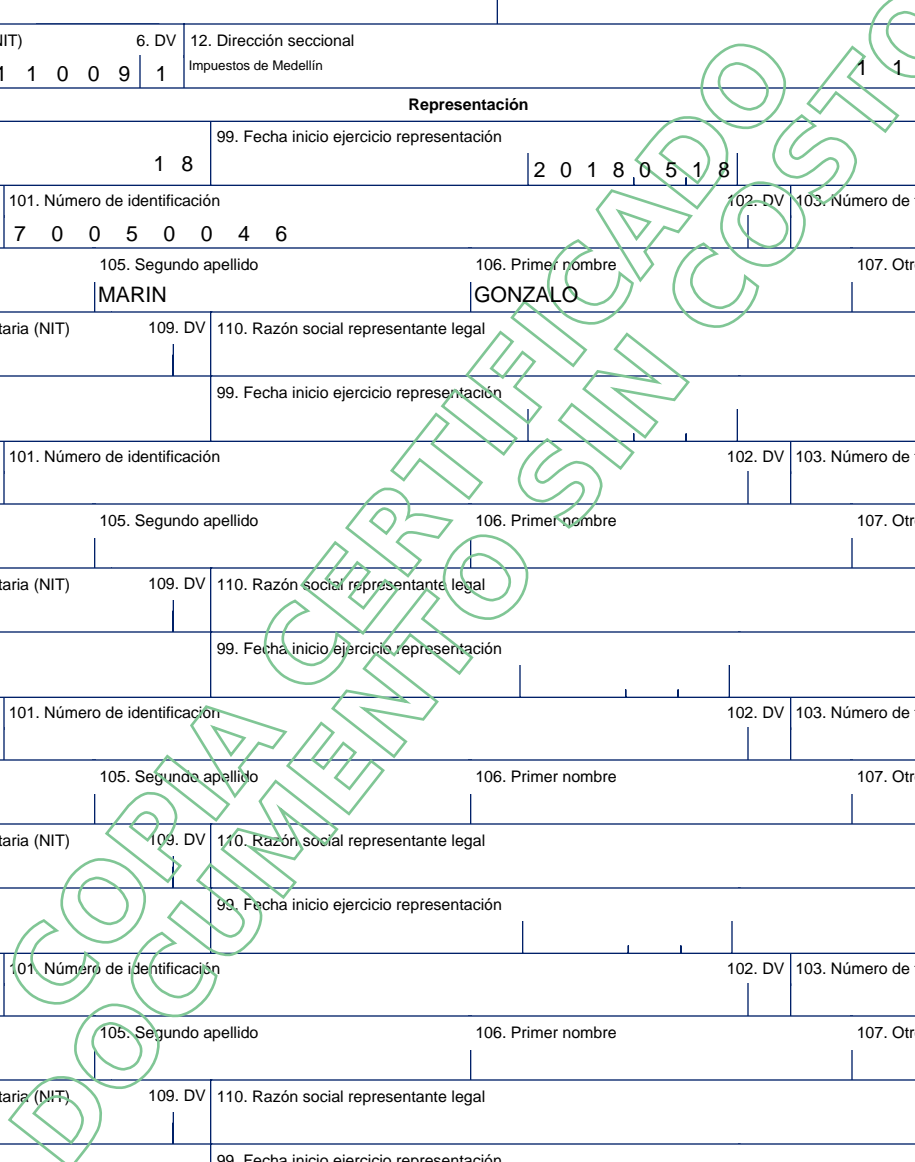 IT) 6. DV 12. Dirección seccional
1 1 0 0 9 1 Impuestos de Medellín 1 1
Representación
99. Fecha inicio ejercicio representación
1 8 2 0 1 8 0 5 1 8
101. Número de identificación 102. DV 103. Número de
7 0 0 5 0 0 4 6
105. Segundo apellido 106. Primer nombre 107. Otr
MARIN GONZALO
taria (NIT) 109. DV 110. Razón social representante legal
99. Fecha inicio ejercicio representación
101. Número de identificación 102. DV 103. Número de
105. Segundo apellido 106. Primer nombre 107. Otr
taria (NIT) 109. DV 110. Razón social representante legal
99. Fecha inicio ejercicio representación
101. Número de identificación 102. DV 103. Número de
105. Segundo apellido 106. Primer nombre 107. Otr
taria (NIT) 109. DV 110. Razón social representante legal
99. Fecha inicio ejercicio representación
101. Número de identificación 102. DV 103. Número de
105. Segundo apellido 106. Primer nombre 107. Otr
taria (NIT) 109. DV 110. Razón social representante legal
99. Fecha inicio ejercicio representación
COPIA CERTIFICADO
DOCUMENTO SIN COSTO